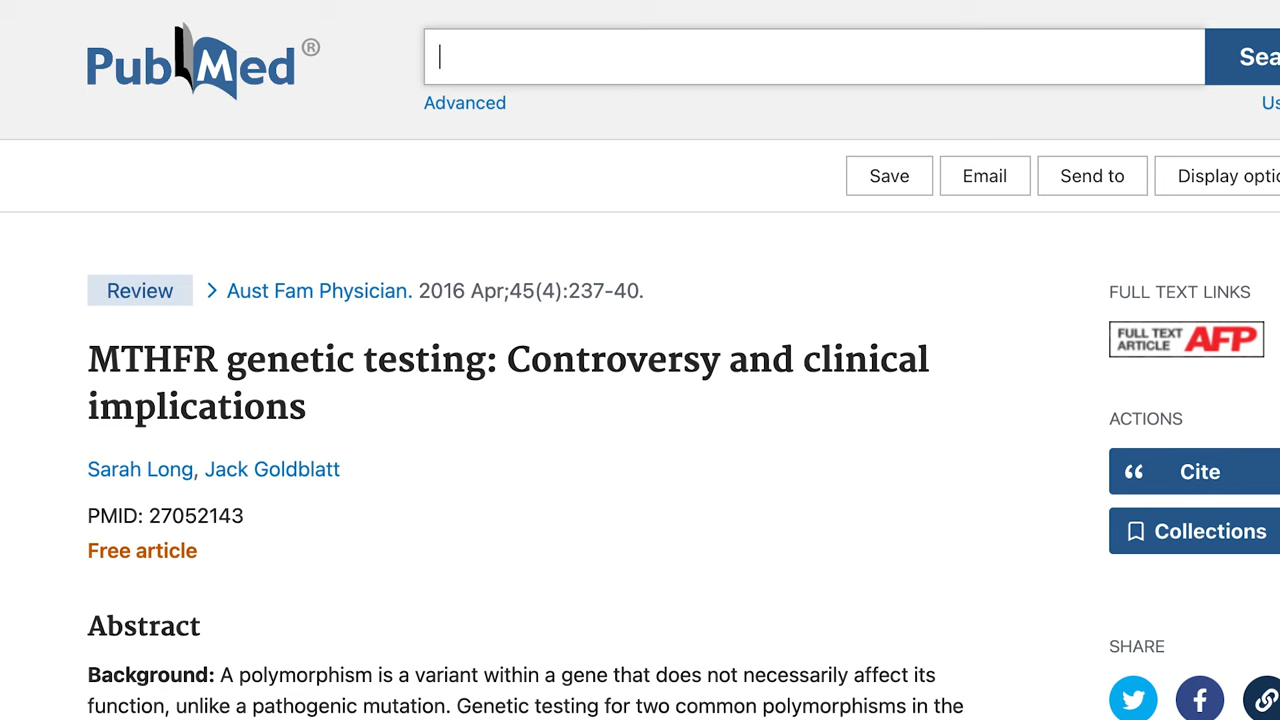 PubMed®
Sea
Advanced
Us
Save
Email
Send to
Display optio
Review
Aust Fam Physician. 2016 Apr;45(4):237-40.
FULL TEXT LINKS
FULL TEXT
ARTICLE AFP
MTHFR genetic testing: Controversy and clinical
implications
ACTIONS
Sarah Long, Jack Goldblatt
Cite
PMID: 27052143
Collections
Free article
Abstract
SHARE
Background: A polymorphism is a variant within a gene that does not necessarily affect its
function, unlike a pathogenic mutation. Genetic testing for two common polymorphisms in the